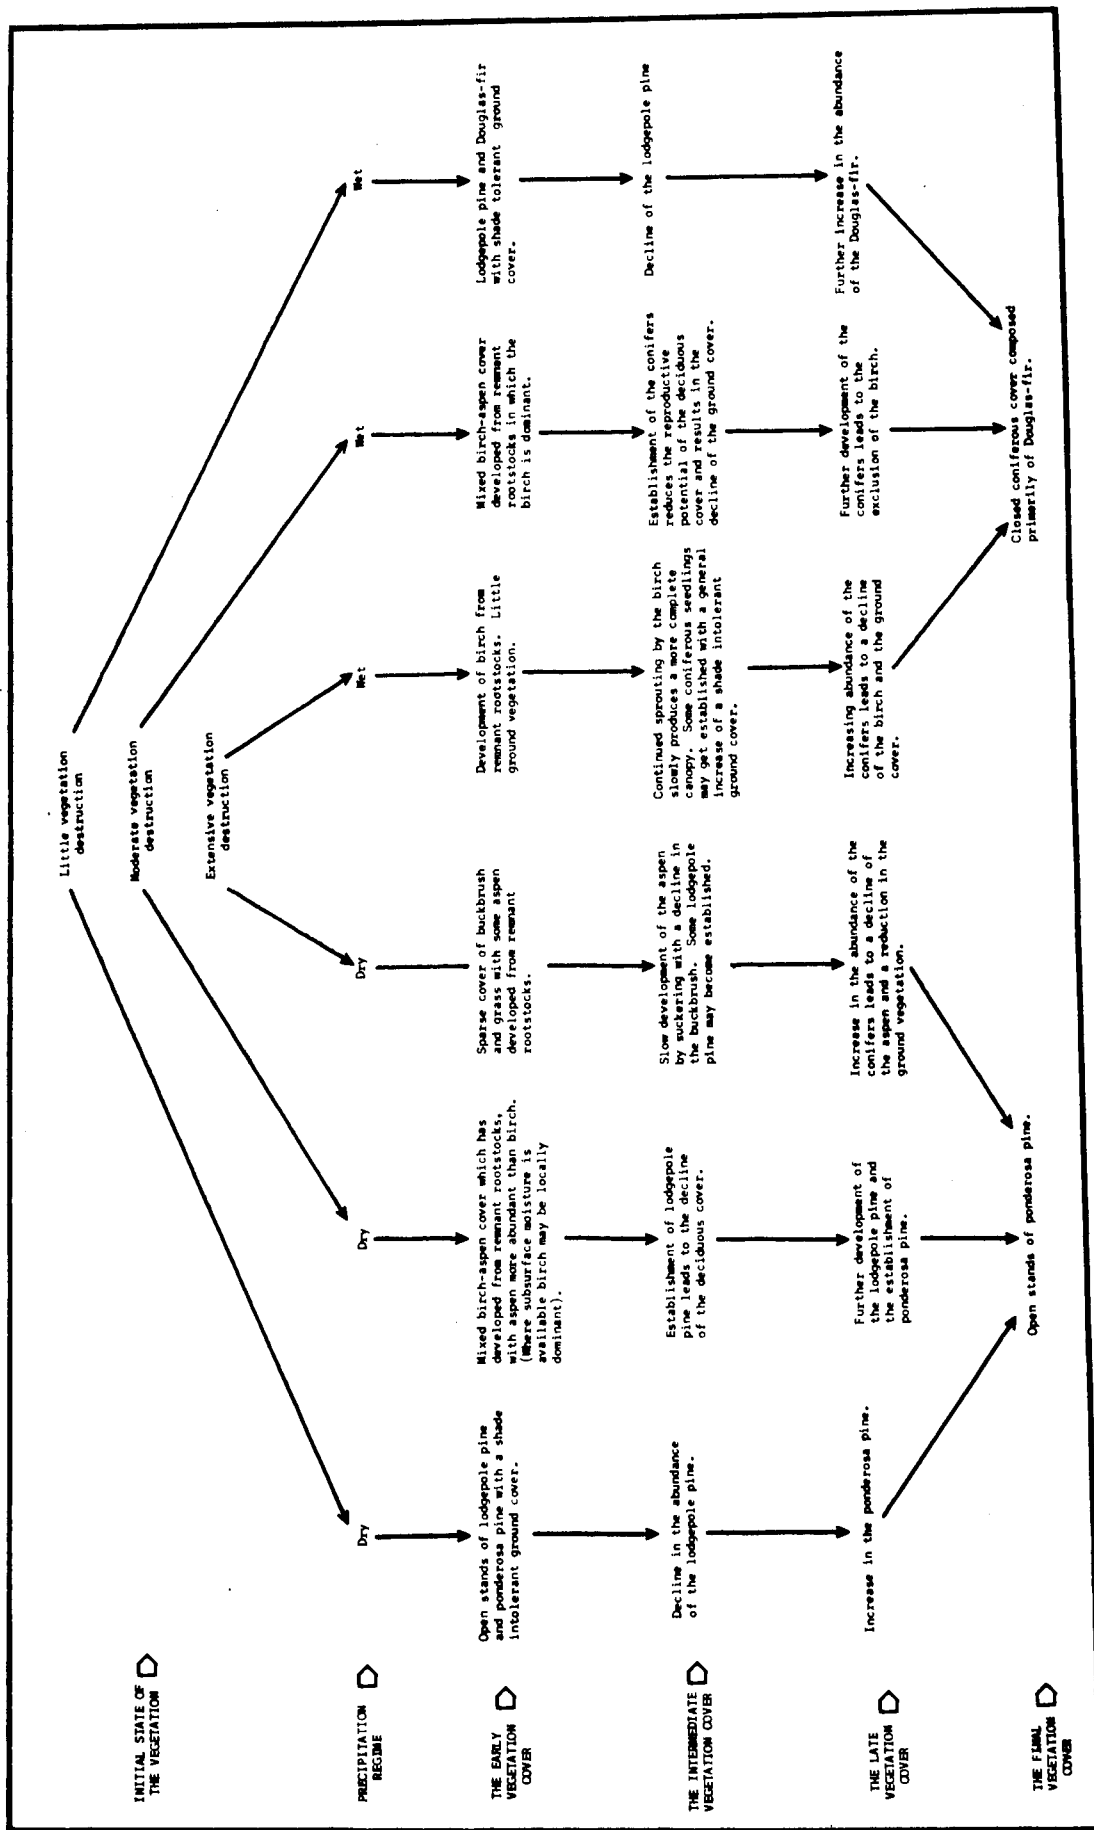 INITIAL STATE OF
THE VEGETATION
Little vegetation
destruction
Moderate vegetation
destruction
Extensive vegetation
destruction
PRECIPITATION
REGIME
Dry
Dry
Dry
Wet
Wet
Wet
THE EARLY
VEGETATION
COVER
Open stands of lodgepole pine
and ponderosa pine with a shade
intolerant ground cover.
Mixed birch-aspen cover which has
developed from remnant rootstocks,
with aspen more abundant than birch.
(Where subsurface moisture is
available birch may be locally
dominant).
Sparse cover of buckbrush
and grass with some aspen
developed from remnant
rootstocks.
Development of birch from
remnant rootstocks. Little
ground vegetation.
Mixed birch-aspen cover
developed from remnant
rootstocks in which the
birch is dominant.
Lodgepole pine and Douglas-fir
with shade tolerant ground
cover.
THE INTERMEDIATE
VEGETATION COVER
Decline in the abundance
of the lodgepole pine.
Establishment of lodgepole
pine leads to the decline
of the deciduous cover.
Slow development of the aspen
by suckering with a decline in
the buckbrush. Some lodgepole
pine may become established.
Continued sprouting by the birch
slowly produces a more complete
canopy. Some coniferous seedlings
may get established with a general
increase of a shade intolerant
ground cover.
Establishment of the conifers
reduces the reproductive
potential of the deciduous
cover and results in the
decline of the ground cover.
Decline of the lodgepole pine
THE LATE
VEGETATION
COVER
Increase in the ponderosa pine.
Further development of
the lodgepole pine and
the establishment of
ponderosa pine.
Increase in the abundance of the
conifers leads to a decline of
the aspen and a reduction in the
ground vegetation.
Increasing abundance of the
conifers leads to a decline
of the birch and the ground
cover.
Further development of the
conifers leads to the
exclusion of the birch.
Further increase in the abundance
of the Douglas-fir.
THE FINAL
VEGETATION
COVER
Open stands of ponderosa pine.
Closed coniferous cover composed
primarily of Douglas-fir.